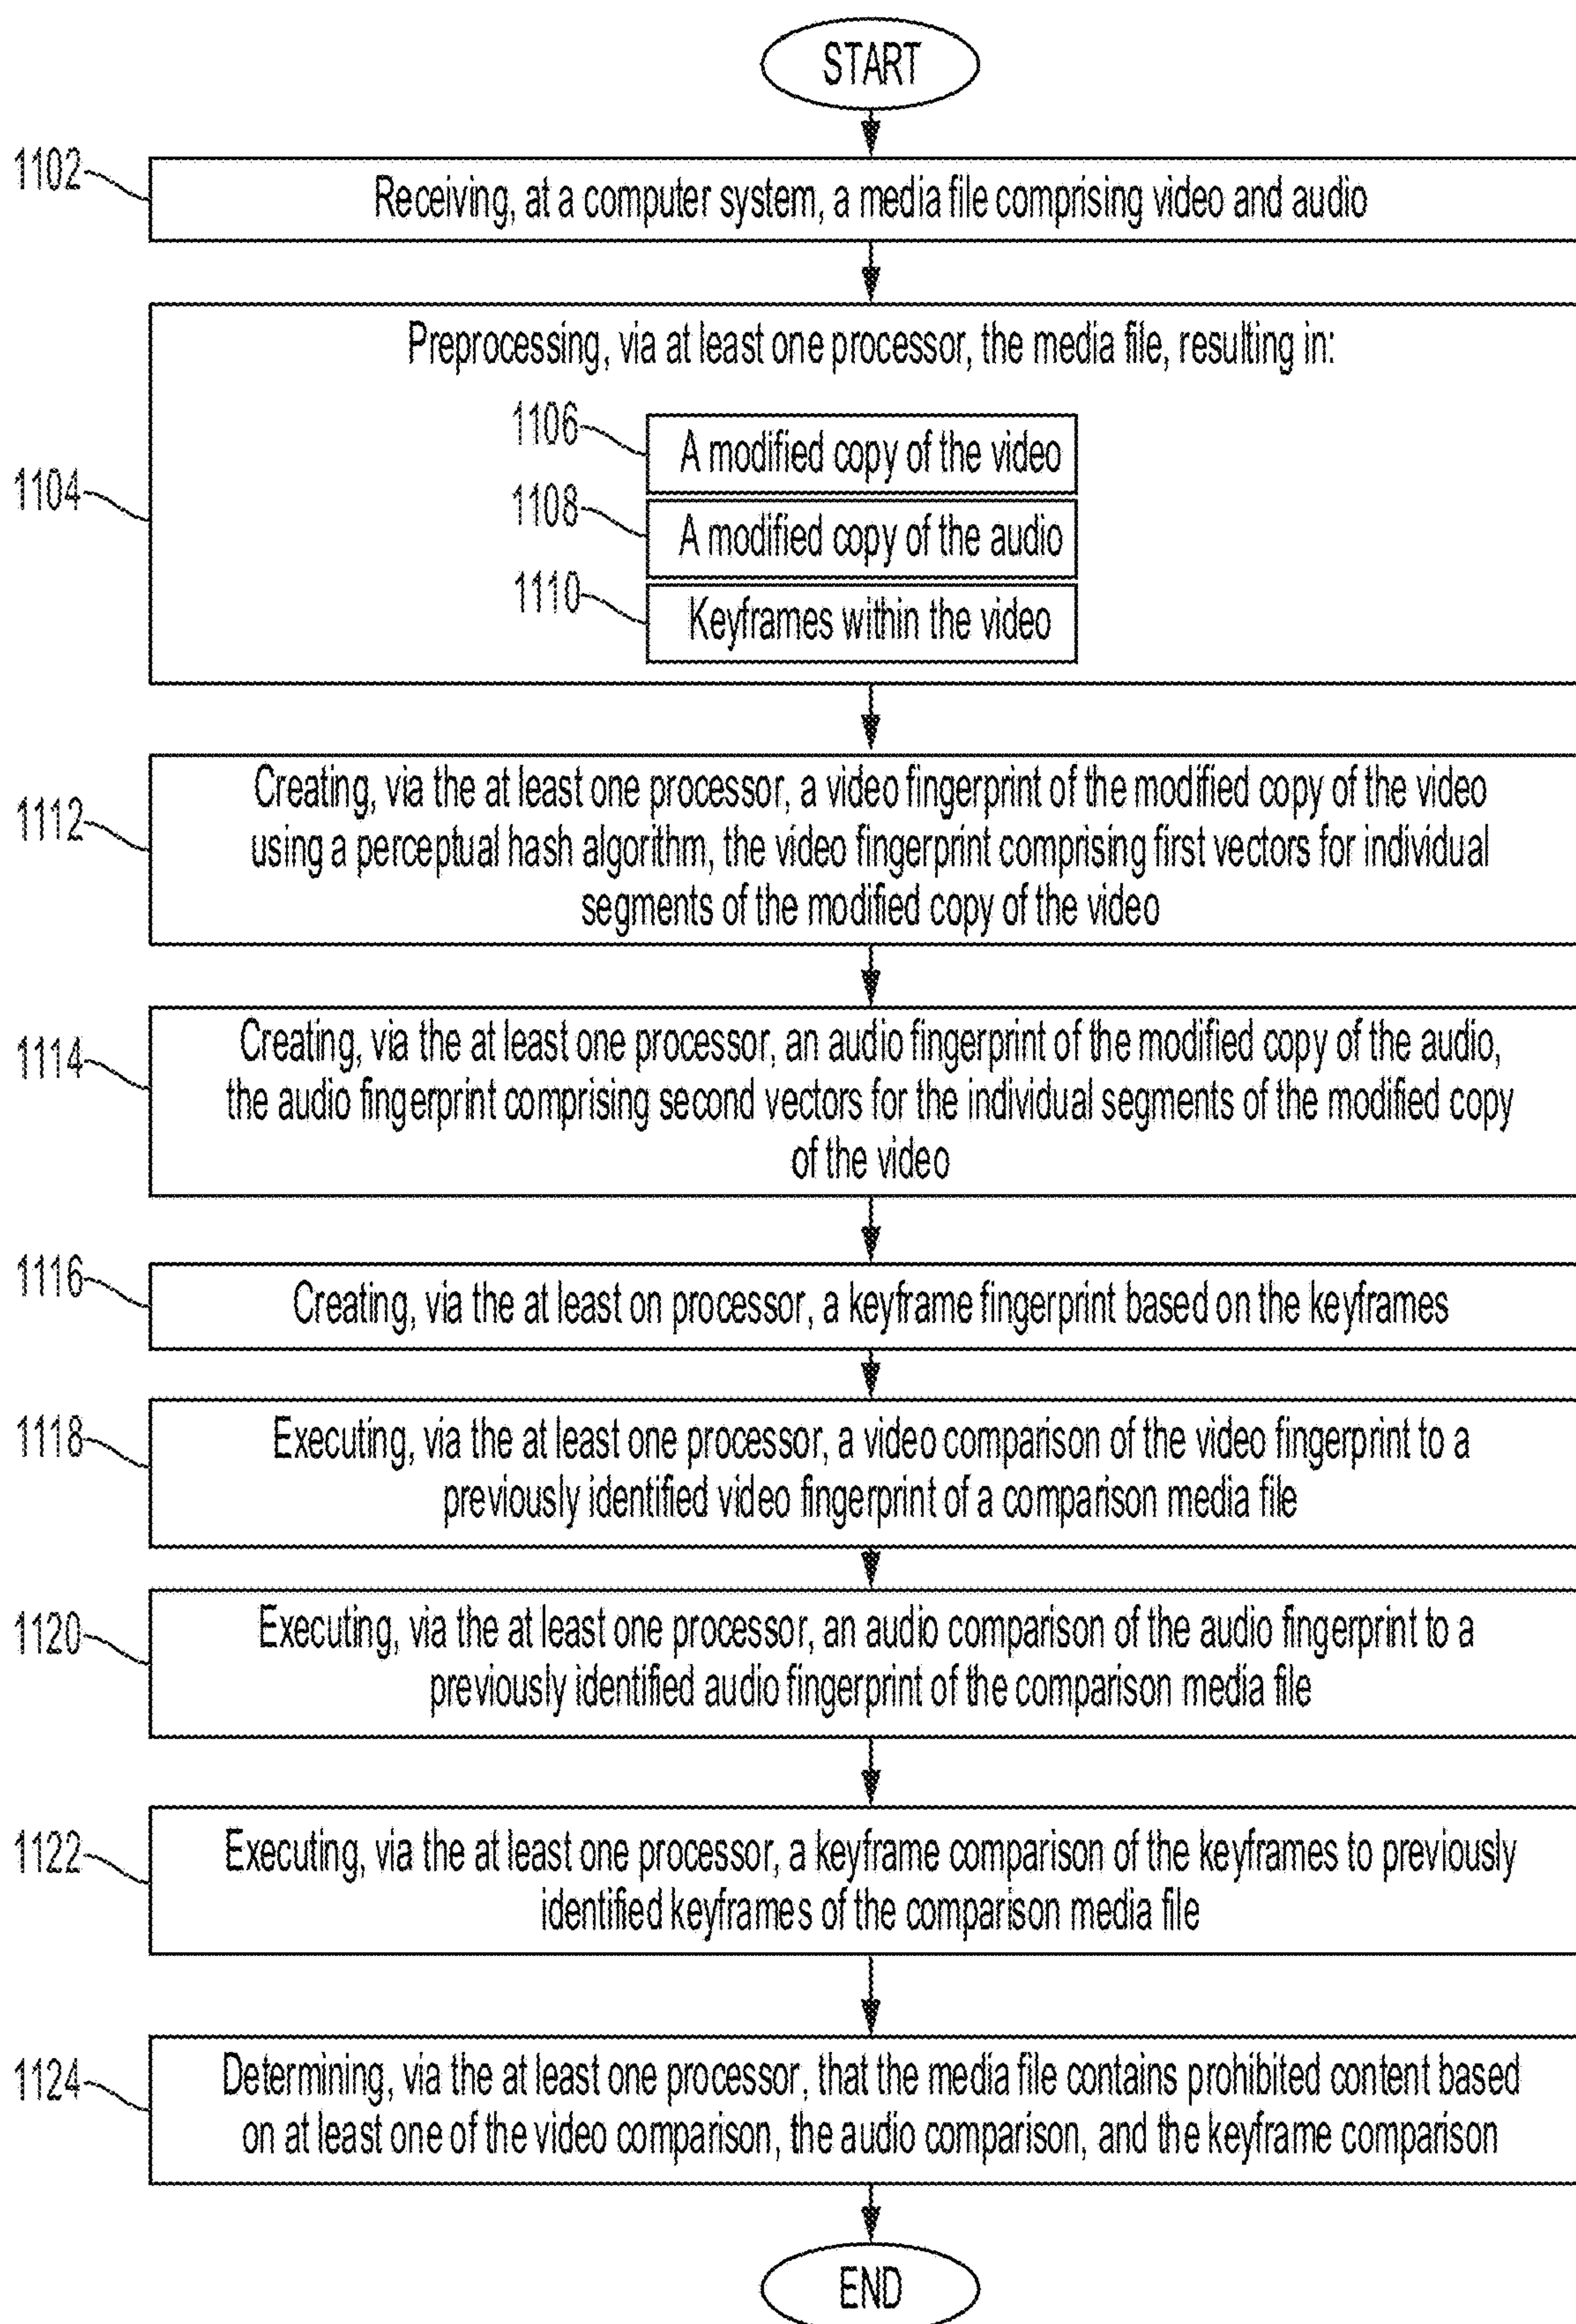 START
1102
Receiving, at a computer system, a media file comprising video and audio
Preprocessing, via at least one processor, the media file, resulting in:
1104
1106
A modified copy of the video
1108
A modified copy of the audio
1110
Keyframes within the video
1112
Creating, via the at least one processor, a video fingerprint of the modified copy of the video
using a perceptual hash algorithm, the video fingerprint comprising first vectors for individual
segments of the modified copy of the video
1114
Creating, via the at least one processor, an audio fingerprint of the modified copy of the audio,
the audio fingerprint comprising second vectors for the individual segments of the modified copy
of the video
1116
Creating, via the at least on processor, a keyframe fingerprint based on the keyframes
1118
Executing, via the at least one processor, a video comparison of the video fingerprint to a
previously identified video fingerprint of a comparison media file
1120
Executing, via the at least one processor, an audio comparison of the audio fingerprint to a
previously identified audio fingerprint of the comparison media file
1122
Executing, via the at least one processor, a keyframe comparison of the keyframes to previously
identified keyframes of the comparison media file
1124
Determining, via the at least one processor, that the media file contains prohibited content based
on at least one of the video comparison, the audio comparison, and the keyframe comparison
END